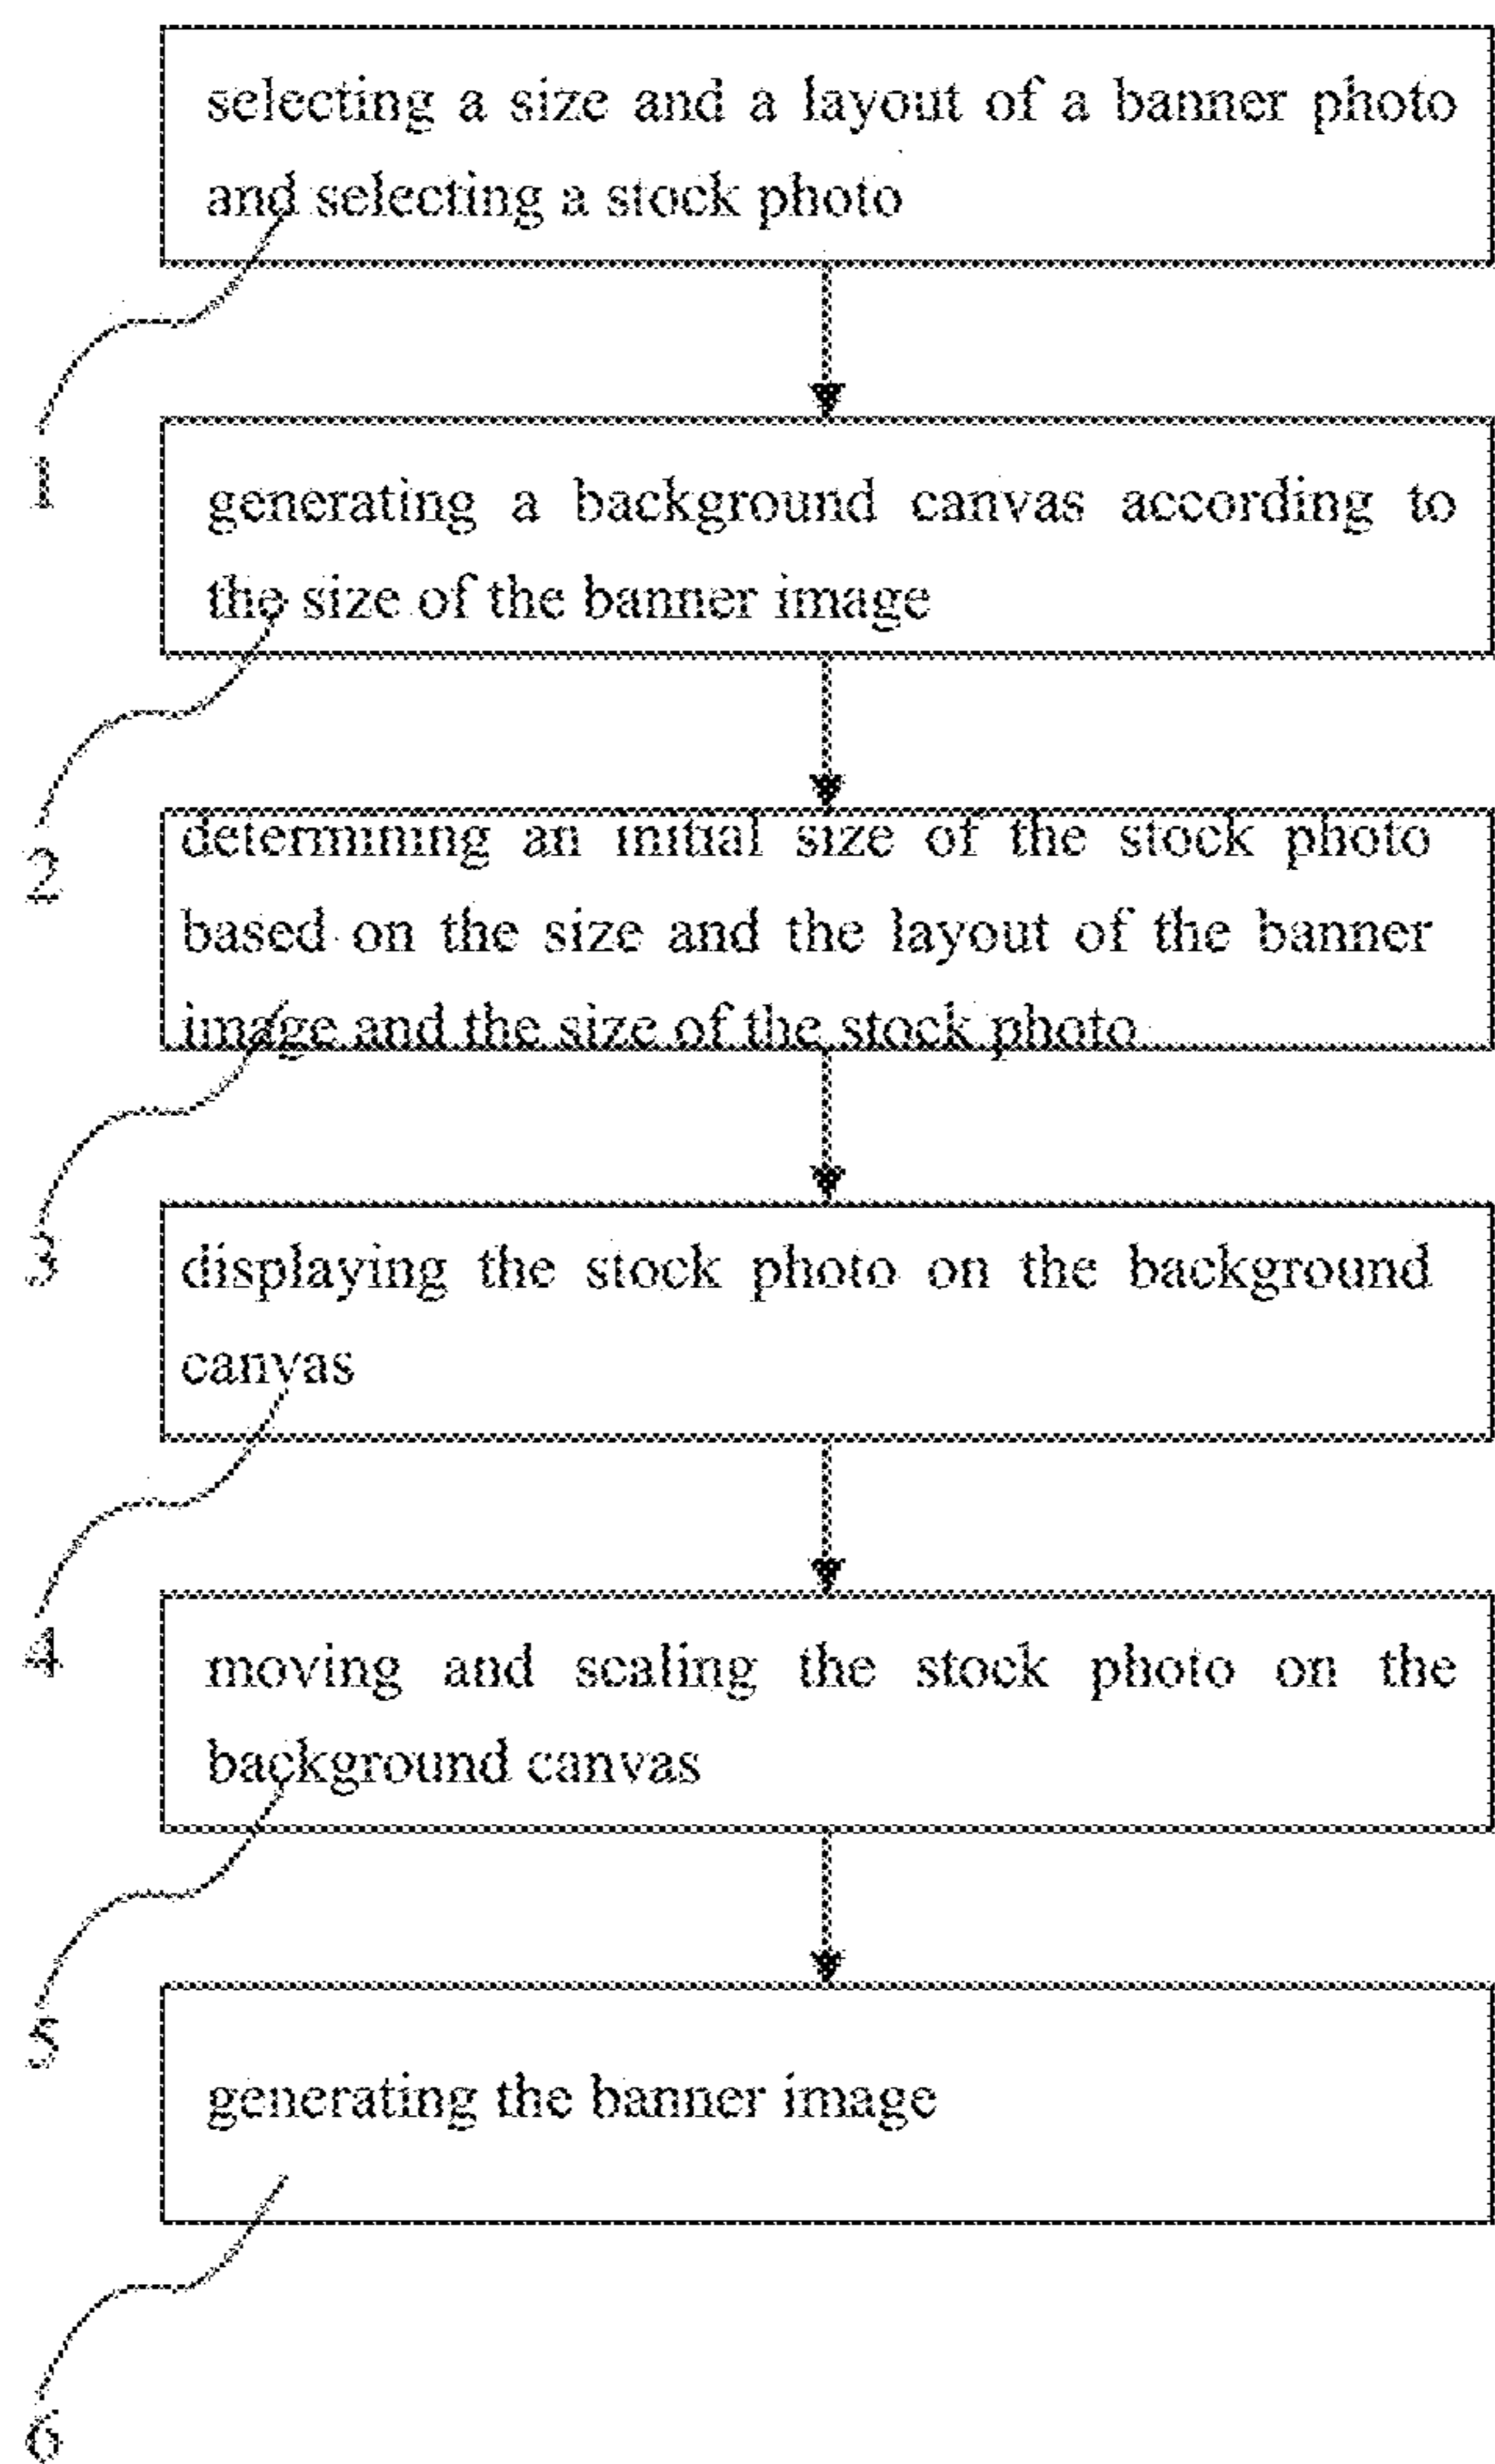 selecting a size and a layout of a banner photo
and selecting a stock photo
1
generating a background canvas according to
the size of the banner image
2
determining an initial size of the stock photo
based on the size and the layout of the banner
image and the size of the stock photo
3
displaying the stock photo on the background
canvas
4
moving and scaling the stock photo on the
background canvas
5
generating the banner image
6